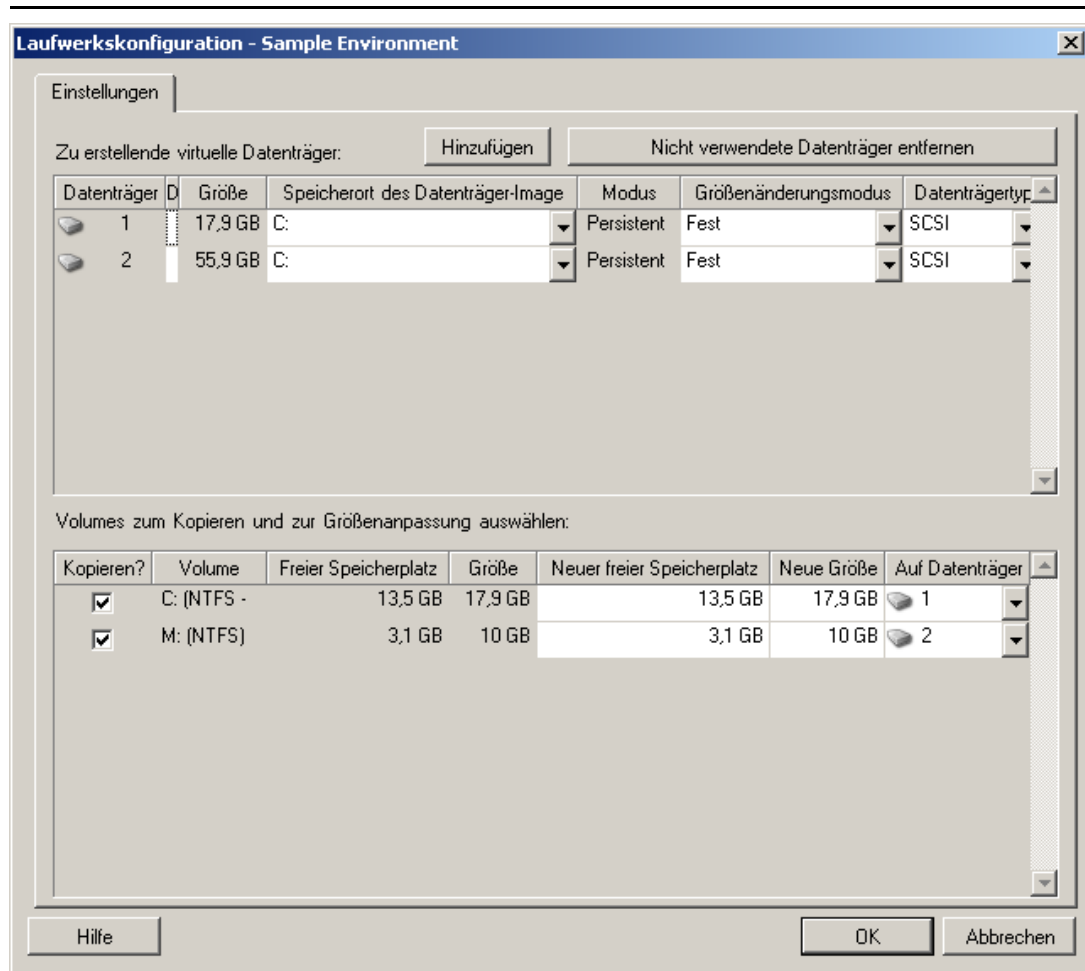 Laufwerkskonfiguration - Sample Environment
Einstellungen
Zu erstellende virtuelle Datenträger: Hinzufügen Nicht verwendete Datenträger entfernen
Datenträger D Größe Speicherort des Datenträger-Image Modus Größenänderungsmodus Datenträgertyp
1 17,9 GB C: Persistent Fest SCSI
2 55,9 GB C: Persistent Fest SCSI
Volumes zum Kopieren und zur Größenanpassung auswählen:
Kopieren? Volume Freier Speicherplatz Größe Neuer freier Speicherplatz Neue Größe Auf Datenträger
C: (NTFS - 13,5 GB 17,9 GB 13,5 GB 17,9 GB 1
M: (NTFS) 3,1 GB 10 GB 3,1 GB 10 GB 2
Hilfe OK Abbrechen